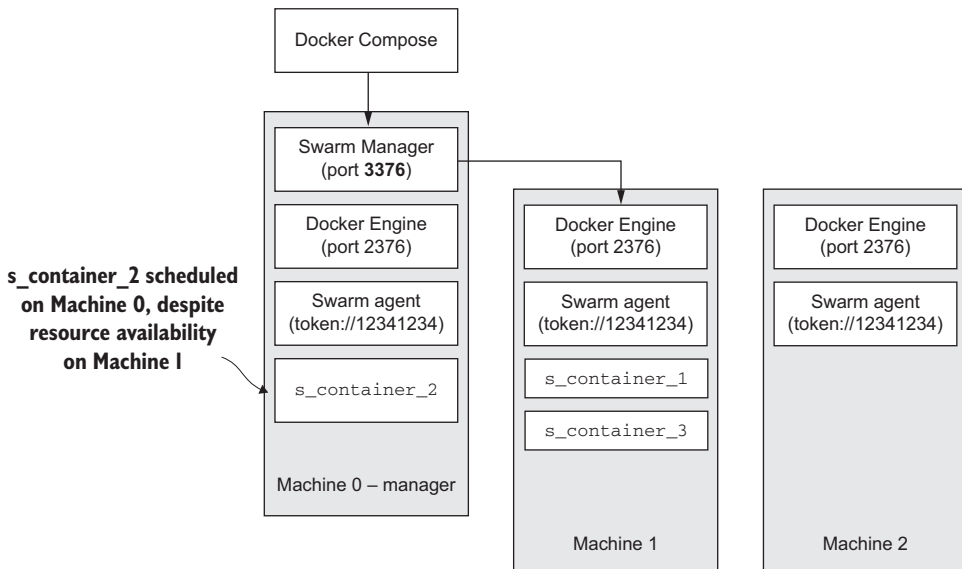 Docker Compose
Swarm Manager
(port 3376)
Docker Engine
(port 2376)
Swarm agent
(token://12341234)
s_container_2
Machine 0 – manager
s_container_2 scheduled
on Machine 0, despite
resource availability
on Machine 1
Docker Engine
(port 2376)
Swarm agent
(token://12341234)
s_container_1
s_container_3
Machine 1
Docker Engine
(port 2376)
Swarm agent
(token://12341234)
Machine 2